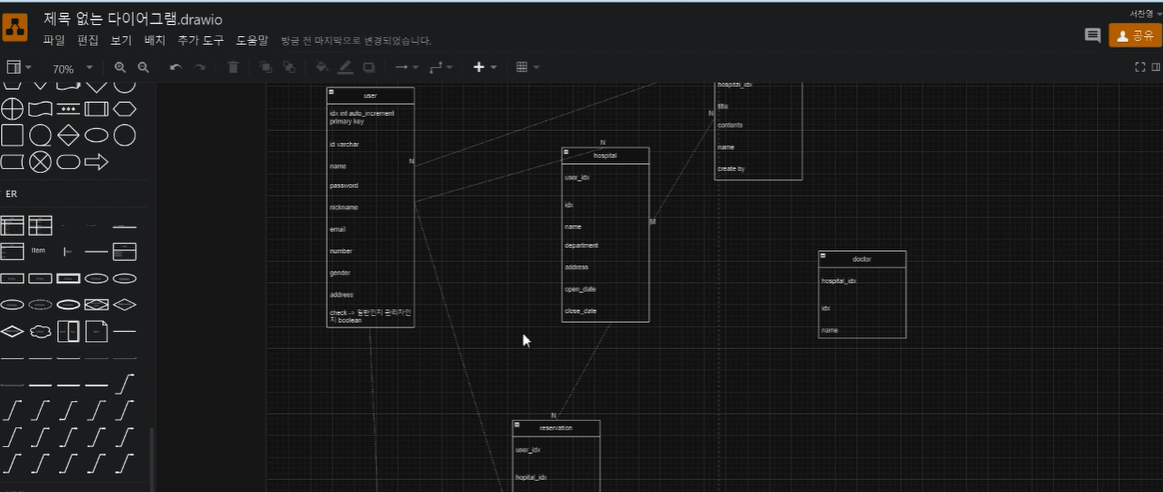 제목 없는 다이어그램.drawio
서찬영
파일 편집 보기 배치 추가 도구 도움말 방금 전 마지막으로 변경되었습니다.
공유
70%
ER
Item
user
idx int auto_increment
primary key
id varchar
name
password
nickname
email
number
gender
address
check -> 일반인지 관리자인
지 boolean
N
N
hospital
user_idx
idx
name
department
address
open_date
close_date
N
M
hospital_idx
title
contents
name
create by
doctor
hospital_idx
idx
name
N
reservation
user_idx
hopital_idx